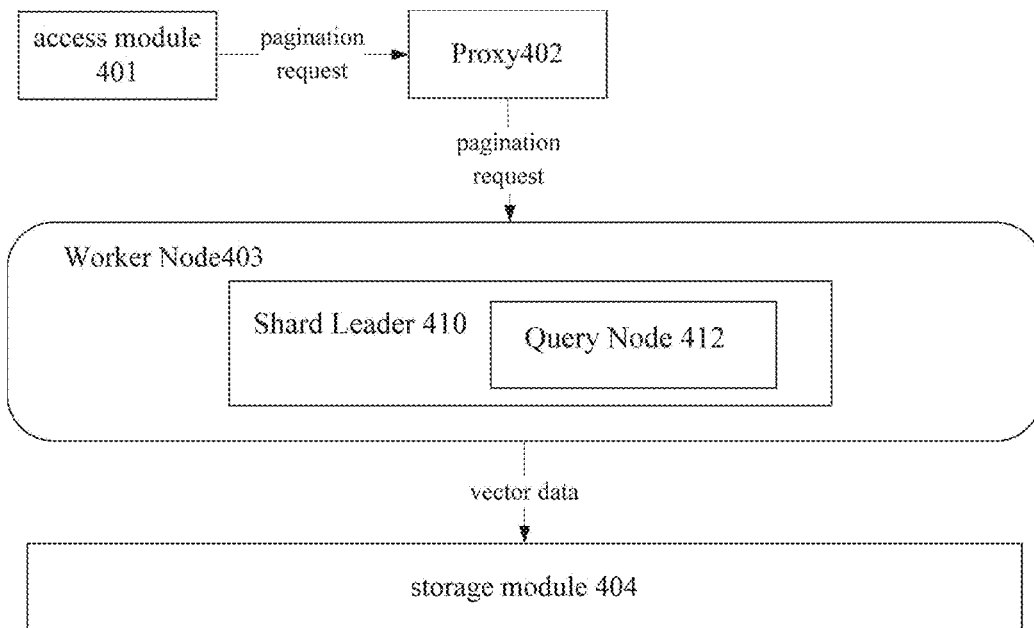 access module
401
pagination
request
Proxy402
pagination
request
Worker Node403
Shard Leader 410
Query Node 412
vector data
storage module 404